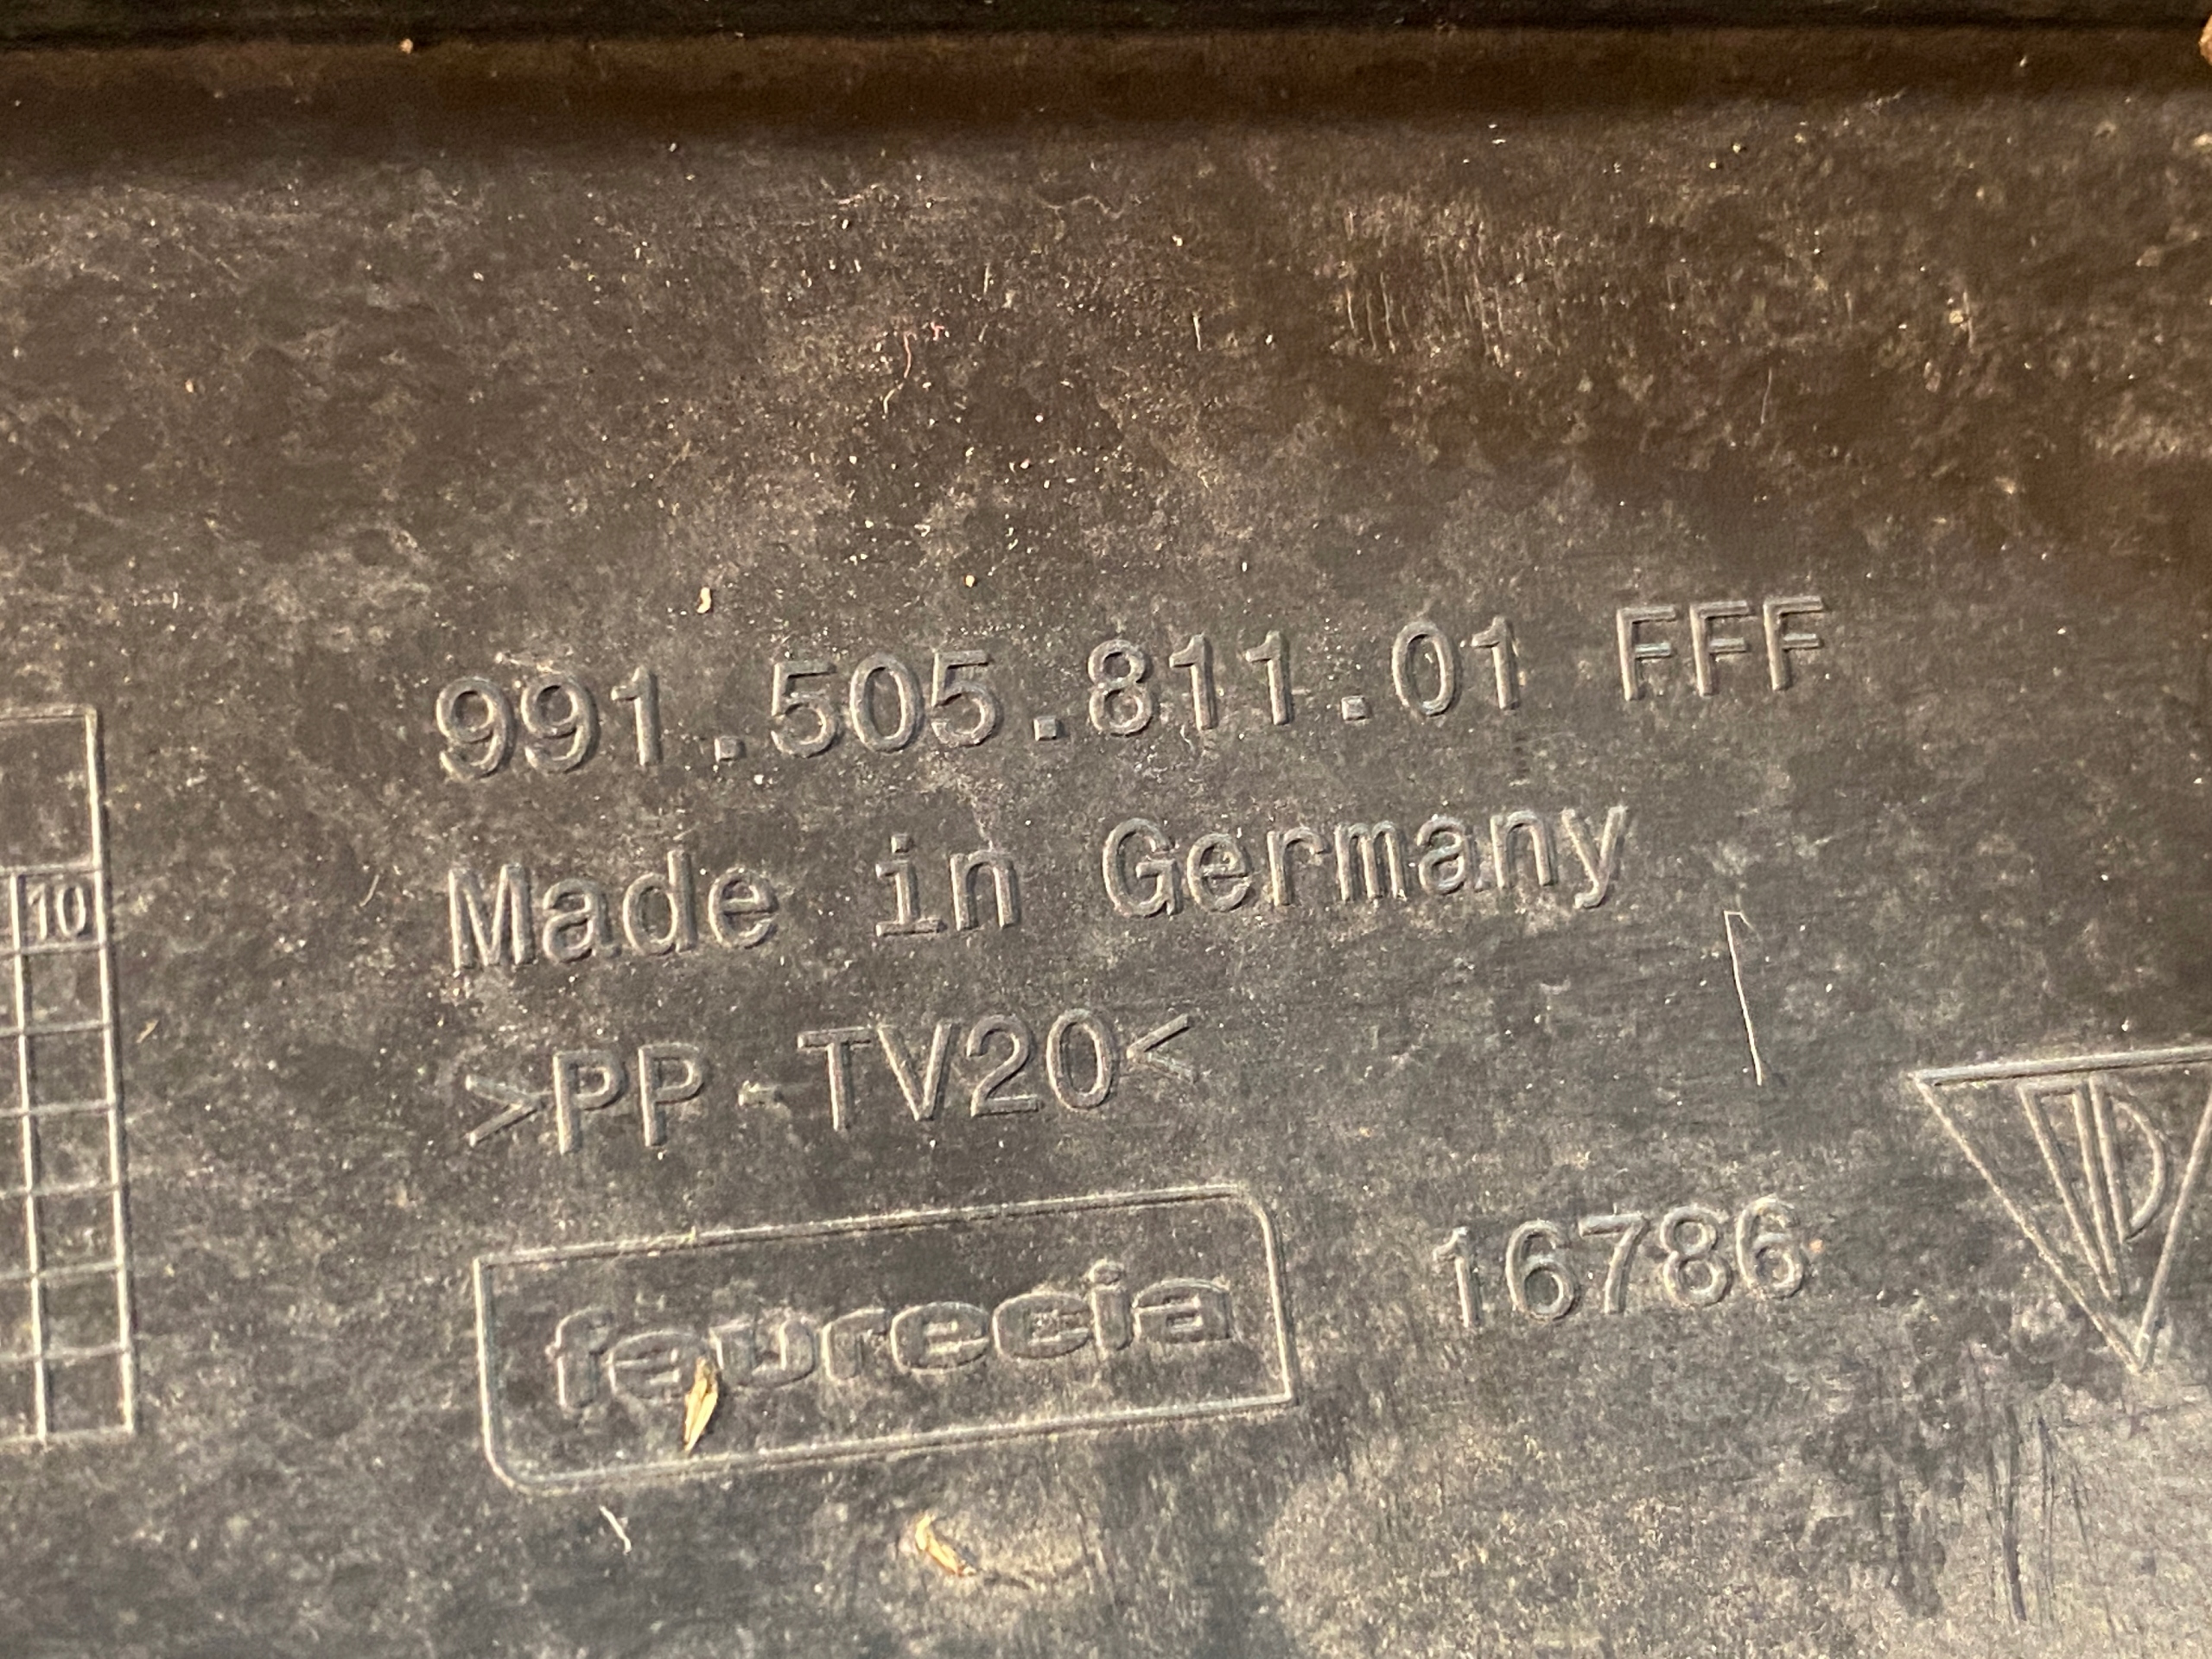 991.505.811.01 FFF
10
Made in Germany
>PP-TV20<
faurecia
16786